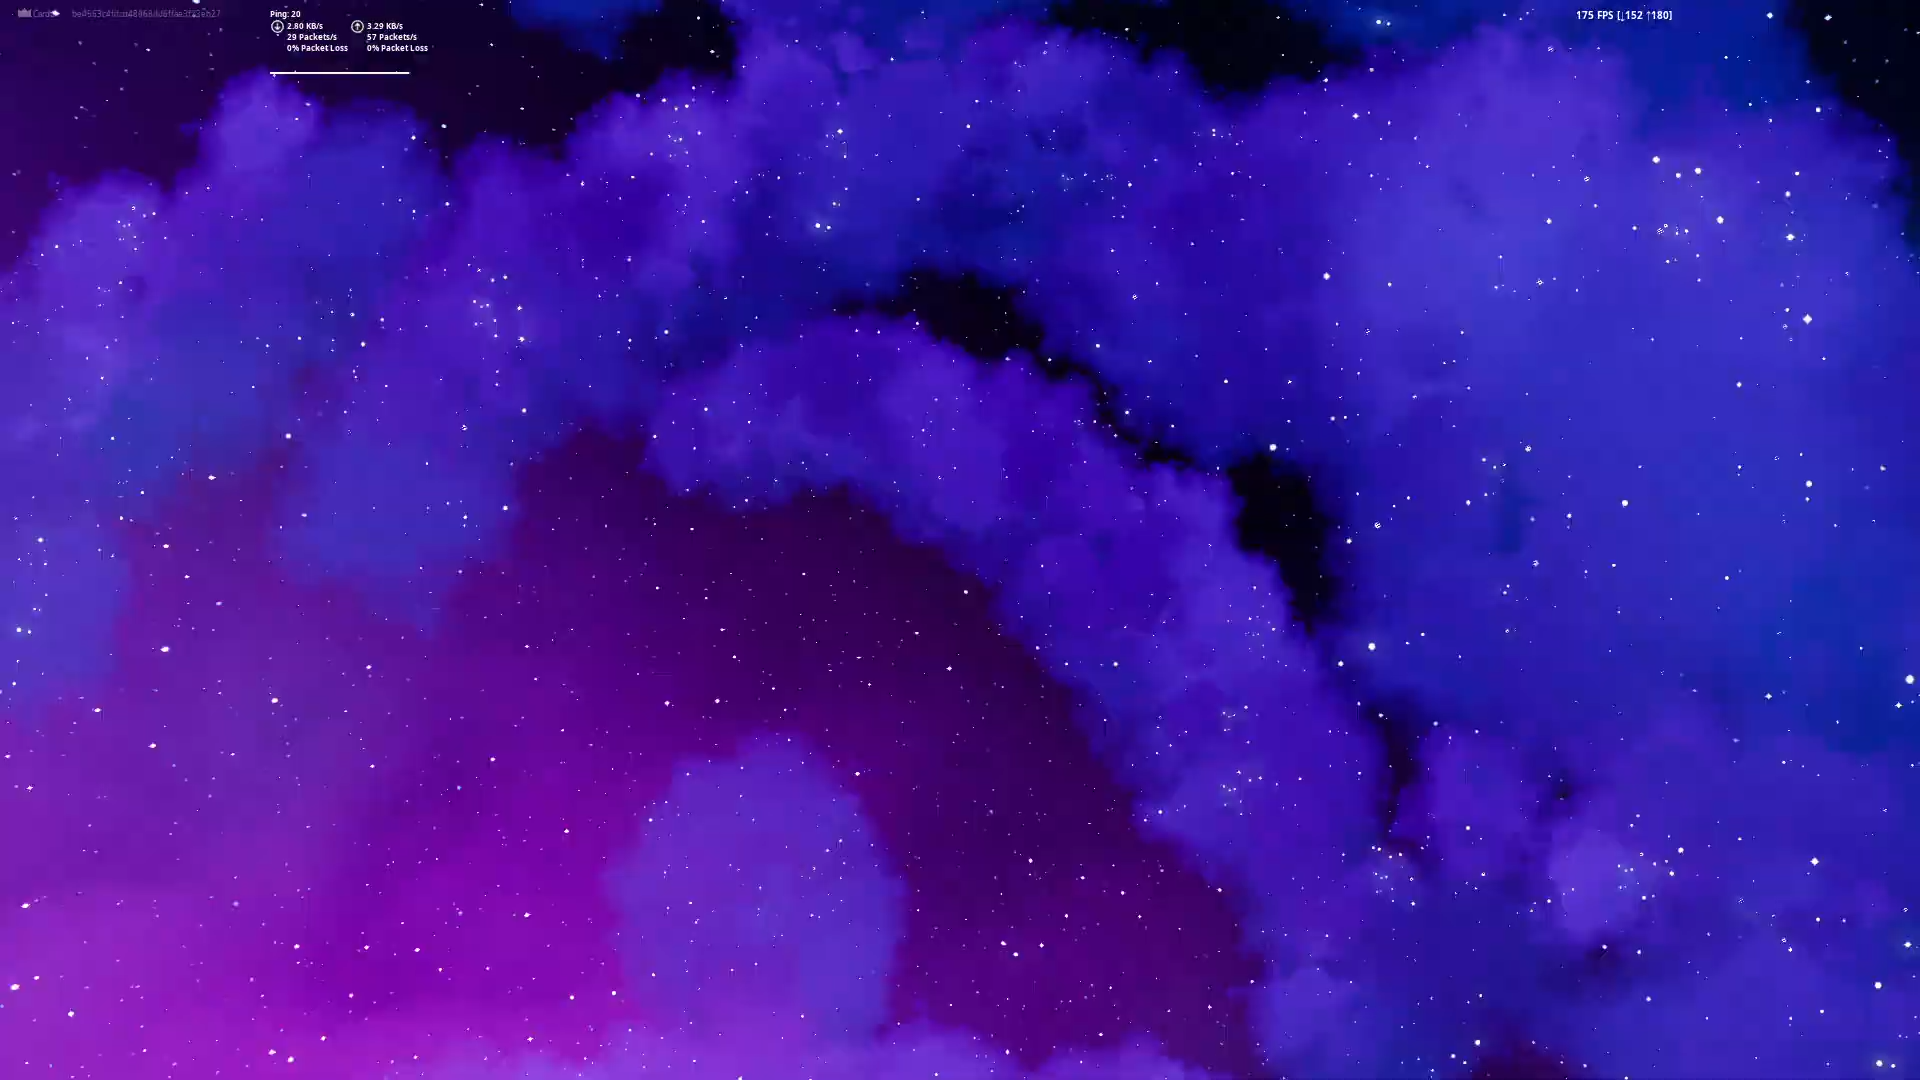 Ping: 20
2.80 KB/s 3.29 KB/s
29 Packets/s 57 Packets/s
0% Packet Loss 0% Packet Loss
175 FPS [↓152 ↑180]